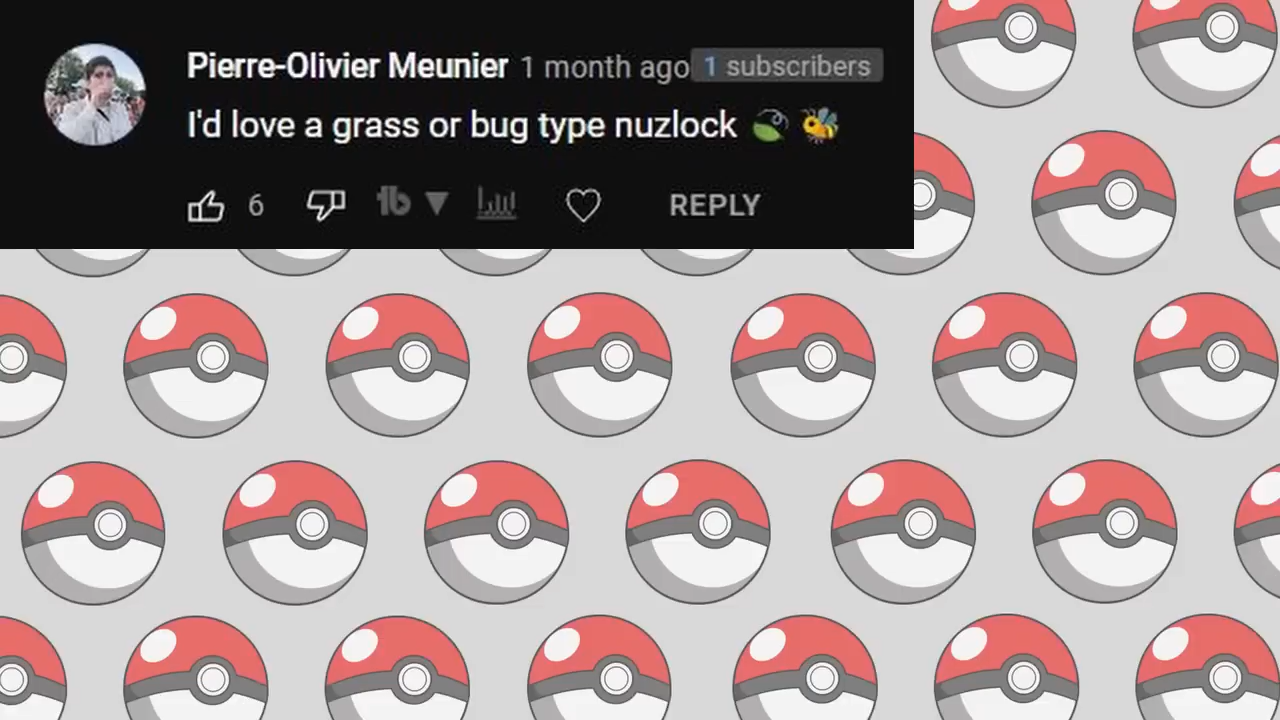 Pierre-Olivier Meunier 1 month ago 1 subscribers
I'd love a grass or bug type nuzlock
6 REPLY